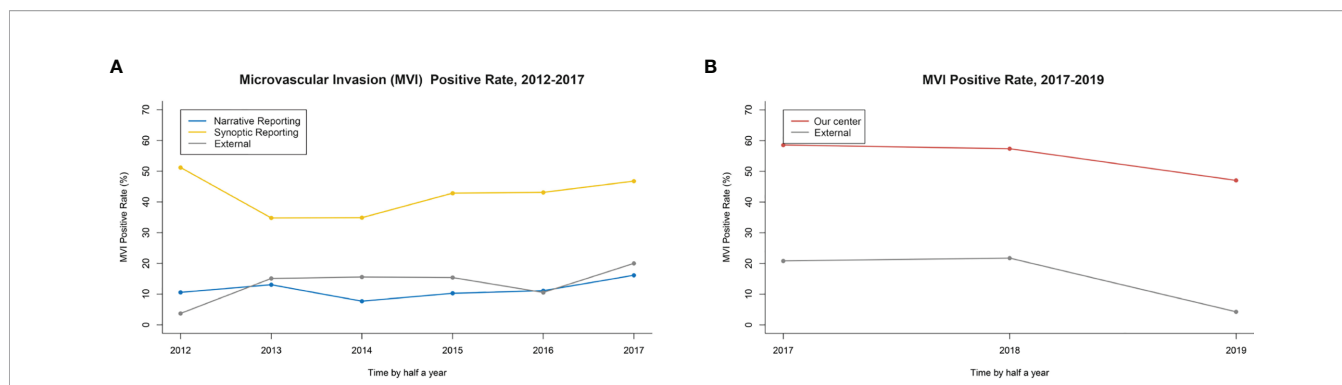 A
Microvascular Invasion (MVI) Positive Rate, 2012-2017
Narrative Reporting
Synoptic Reporting
External
MVI Positive Rate (%)
70
60
50
40
30
20
10
0
2012 2013 2014 2015 2016 2017
Time by half a year
B
MVI Positive Rate, 2017-2019
Our center
External
MVI Positive Rate (%)
70
60
50
40
30
20
10
0
2017 2018 2019
Time by half a year